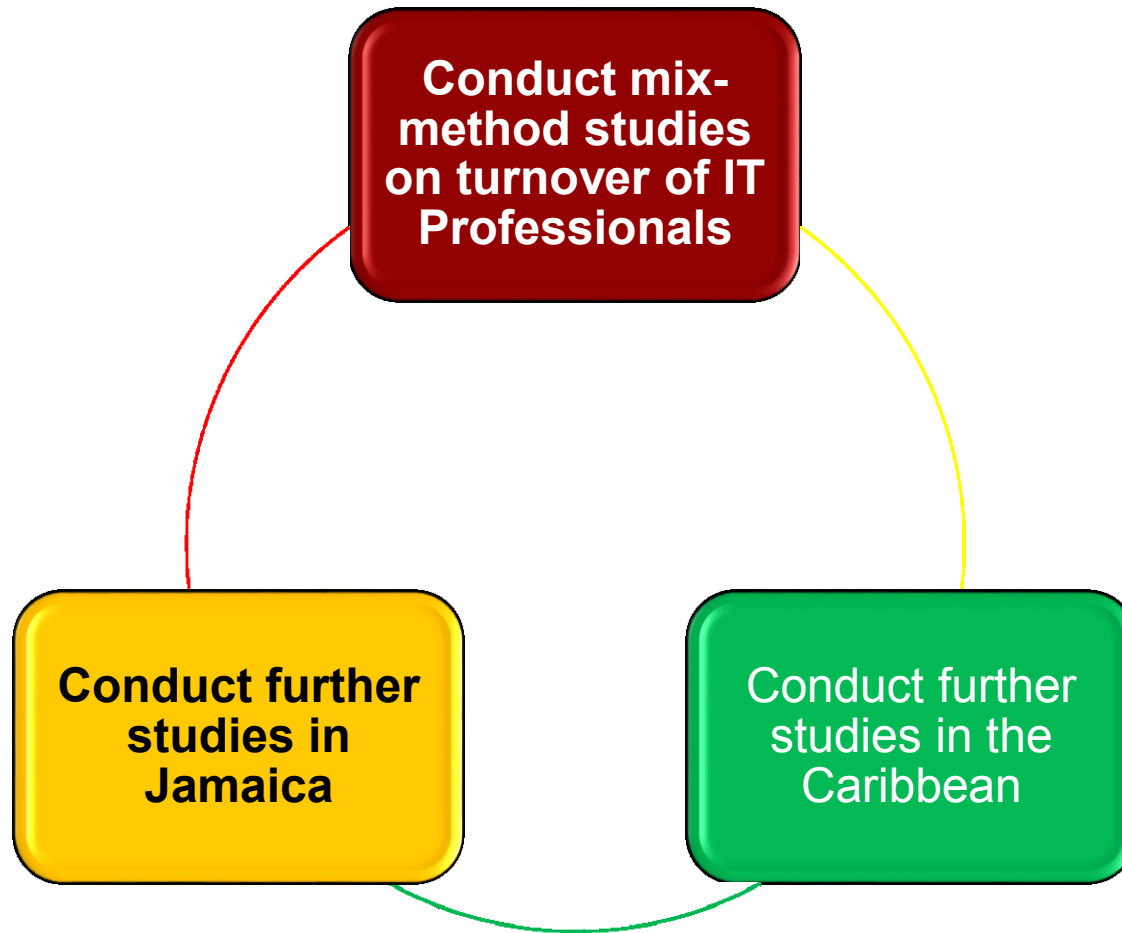 Conduct mix-
method studies
on turnover of IT
Professionals
Conduct further
studies in
Jamaica
Conduct further
studies in the
Caribbean